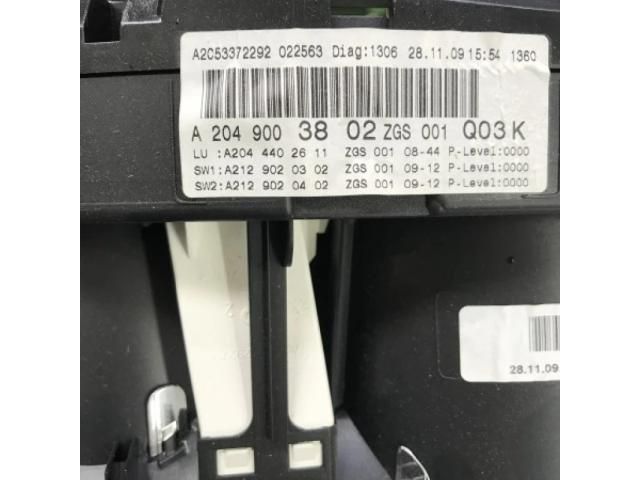 A2C53372292 022563 Diag:1306 28.11.09 15:54 1360
A 204 900 38 02 ZGS 001 Q03 K
LU : A204 440 26 11 ZGS 001 08-44 P-Level:0000
SW1:A212 902 03 02 ZGS 001 09-12 P-Level:0000
SW2:A212 902 04 02 ZGS 001 09-12 P-Level:0000
28.11.09